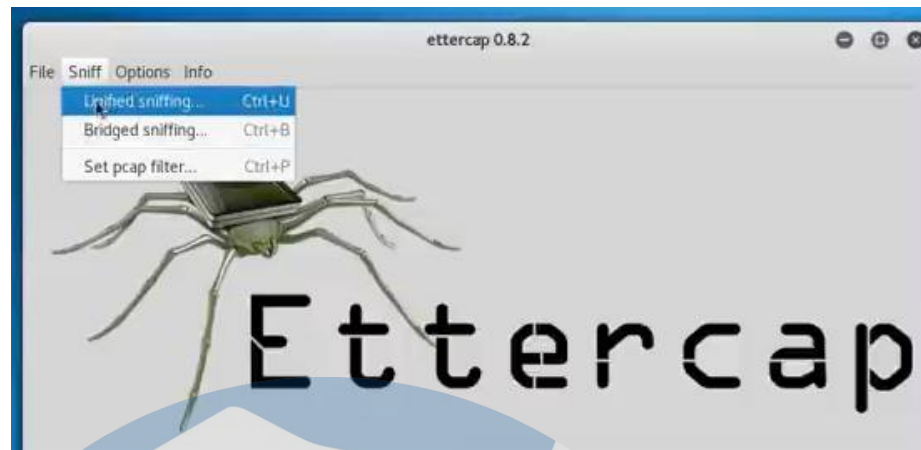 ettercap 0.8.2
File Sniff Options Info
Unified sniffing... Ctrl+U
Bridged sniffing... Ctrl+B
Set pcap filter... Ctrl+P
Ettercap